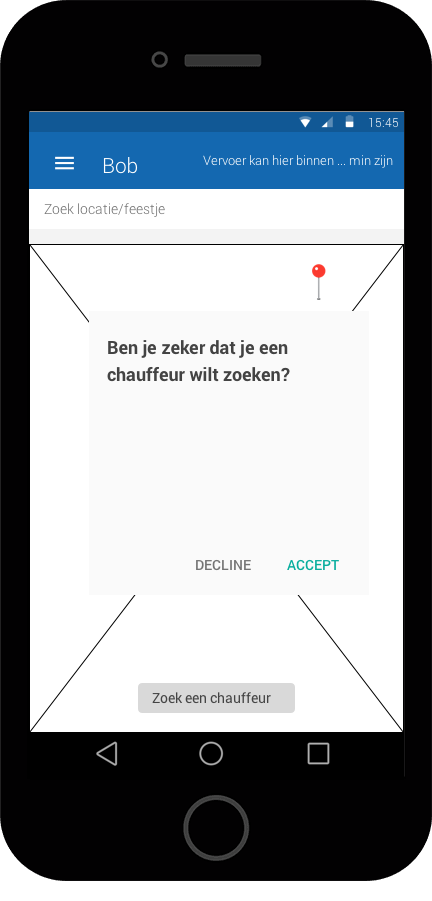 15:45
Bob
Vervoer kan hier binnen ... min zijn
Zoek locatie/feestje
Ben je zeker dat je een
chauffeur wilt zoeken?
DECLINE
ACCEPT
Zoek een chauffeur